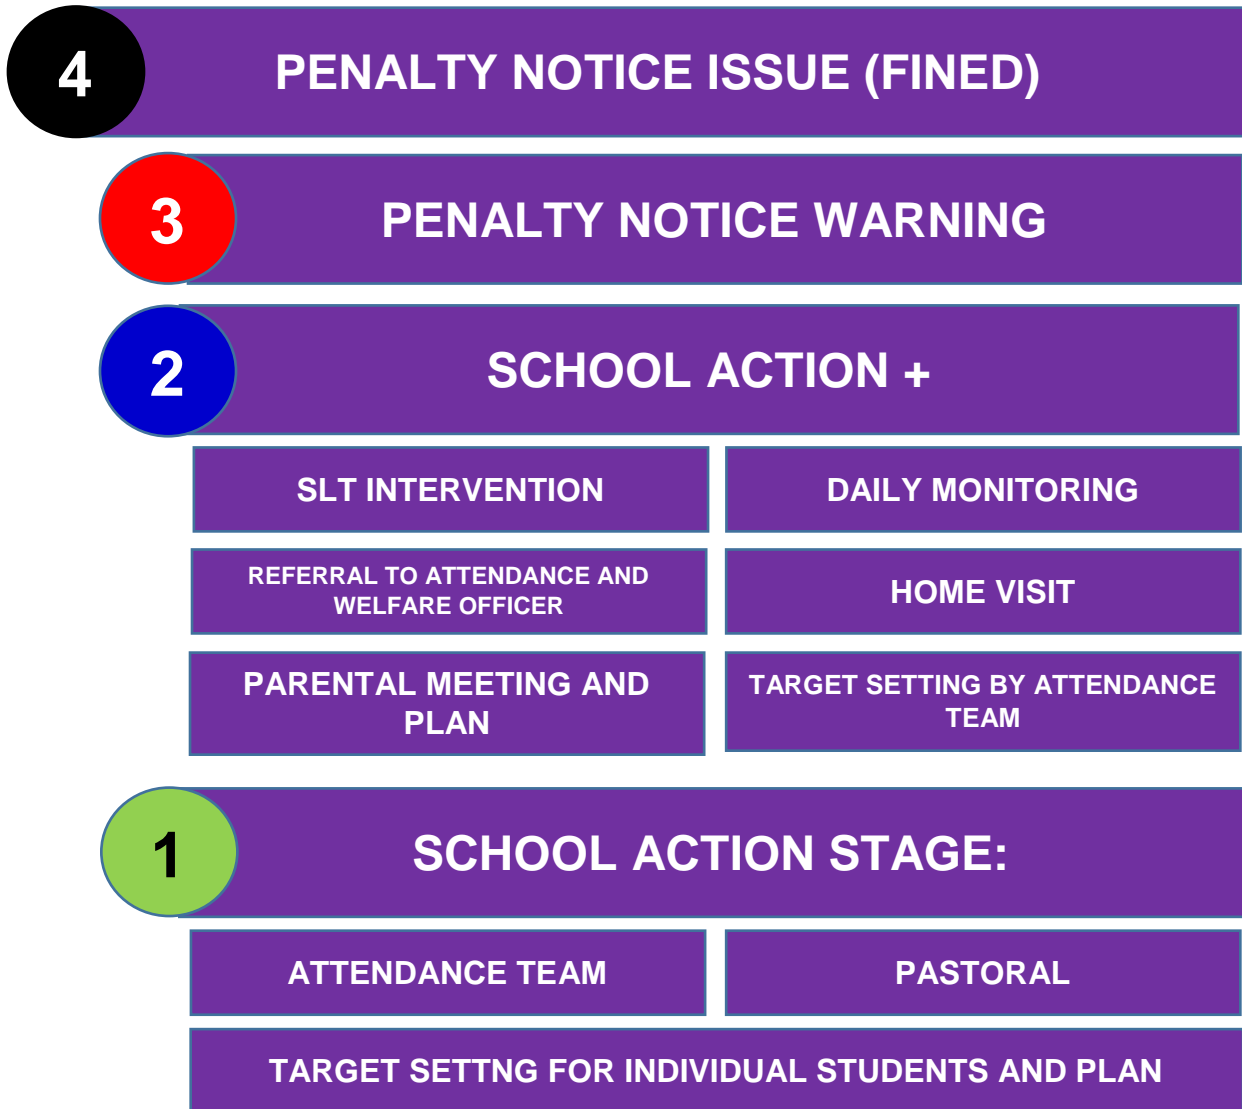 4
PENALTY NOTICE ISSUE (FINED)
3
PENALTY NOTICE WARNING
2
SCHOOL ACTION +
SLT INTERVENTION
DAILY MONITORING
REFERRAL TO ATTENDANCE AND
WELFARE OFFICER
HOME VISIT
PARENTAL MEETING AND
PLAN
TARGET SETTING BY ATTENDANCE
TEAM
1
SCHOOL ACTION STAGE:
ATTENDANCE TEAM
PASTORAL
TARGET SETTNG FOR INDIVIDUAL STUDENTS AND PLAN